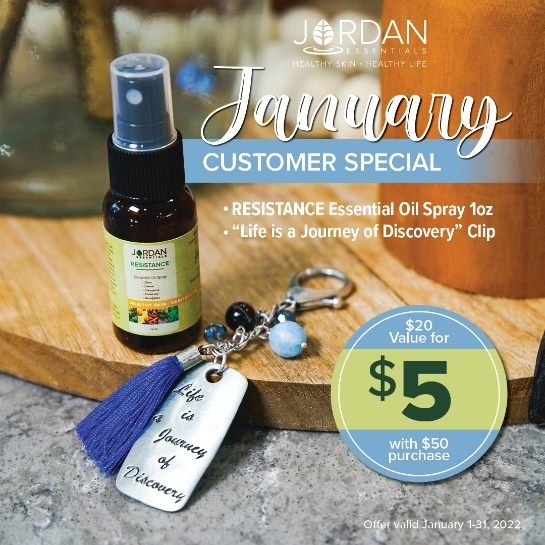 JORDAN
ESSENTIALS
HEALTHY SKIN • HEALTHY LIFE
January
CUSTOMER SPECIAL
• RESISTANCE Essential Oil Spray 1oz
• “Life is a Journey of Discovery” Clip
JORDAN
ESSENTIALS
RESISTANCE
Essential Oil Spray
$20
Value for
$5
with $50
purchase
Life
is
a Journey
of
Discovery
Offer valid January 1-31, 2022